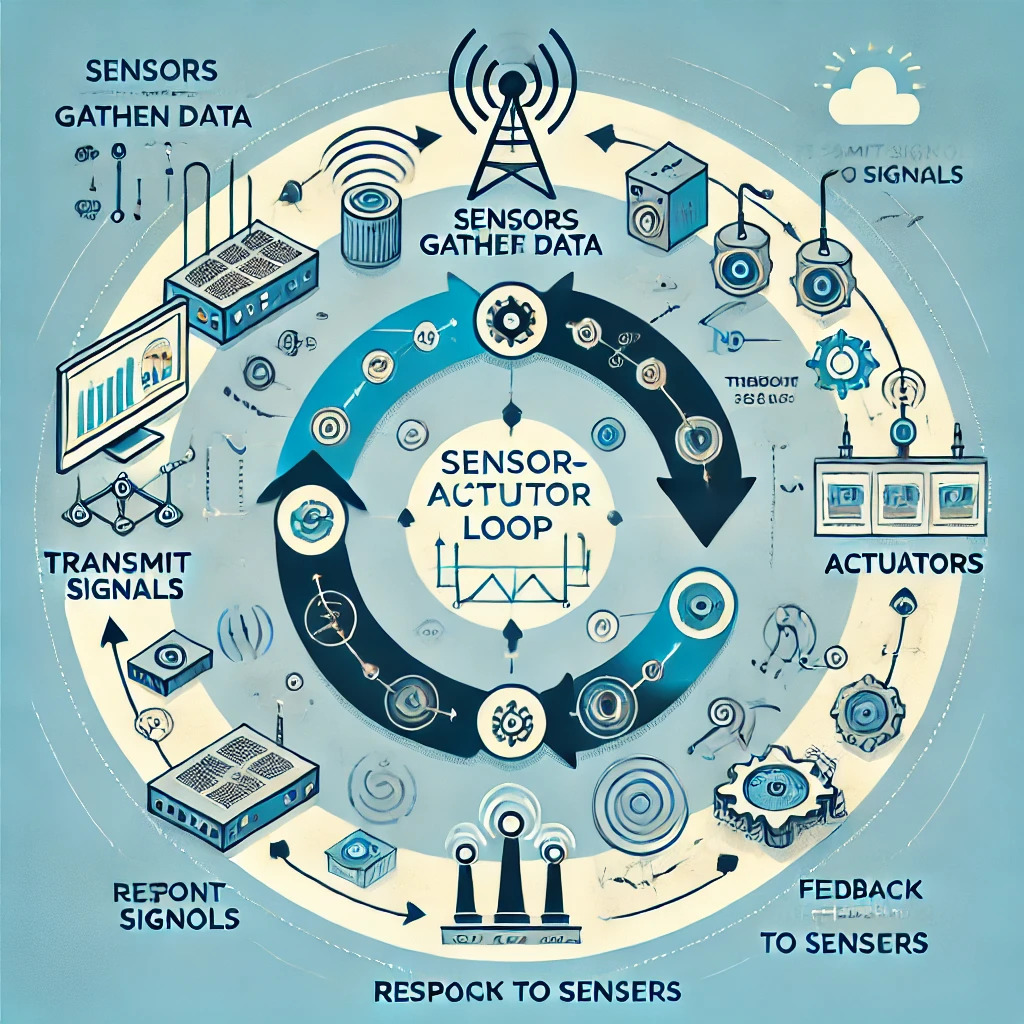 SENSORS
GATHEN DATA
SENSORS
GATHEF DATA
O SIGNALS
SENSOR-
ACTUTOR
LOOP
TRANSMIT
SIGNALS
ACTUATORS
RESPONT
SIGNOLS
FEDBACK
TO SENSERS
RESPOCK TO SENSERS